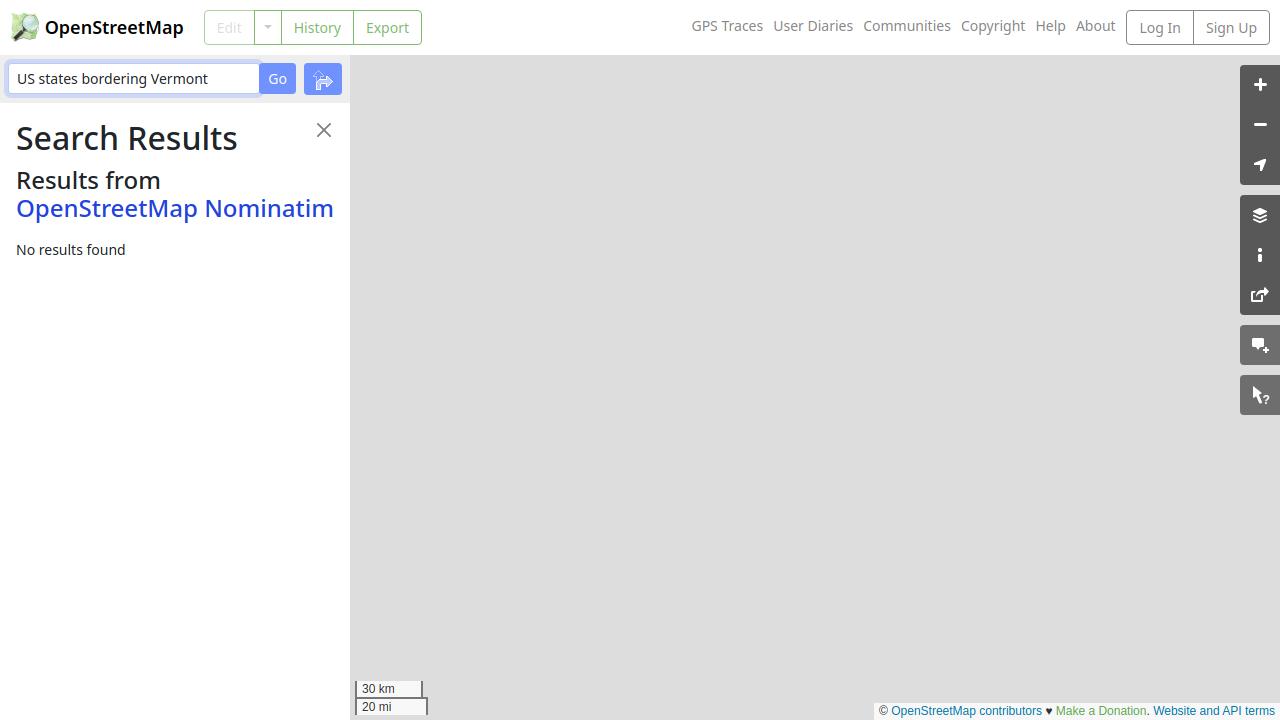 OpenStreetMap
Edit
History
Export
GPS Traces
User Diaries
Communities
Copyright
Help
About
Log In
Sign Up
US states bordering Vermont
Go
Search Results
Results from
OpenStreetMap Nominatim
No results found
30 km
20 mi
© OpenStreetMap contributors ♥ Make a Donation. Website and API terms